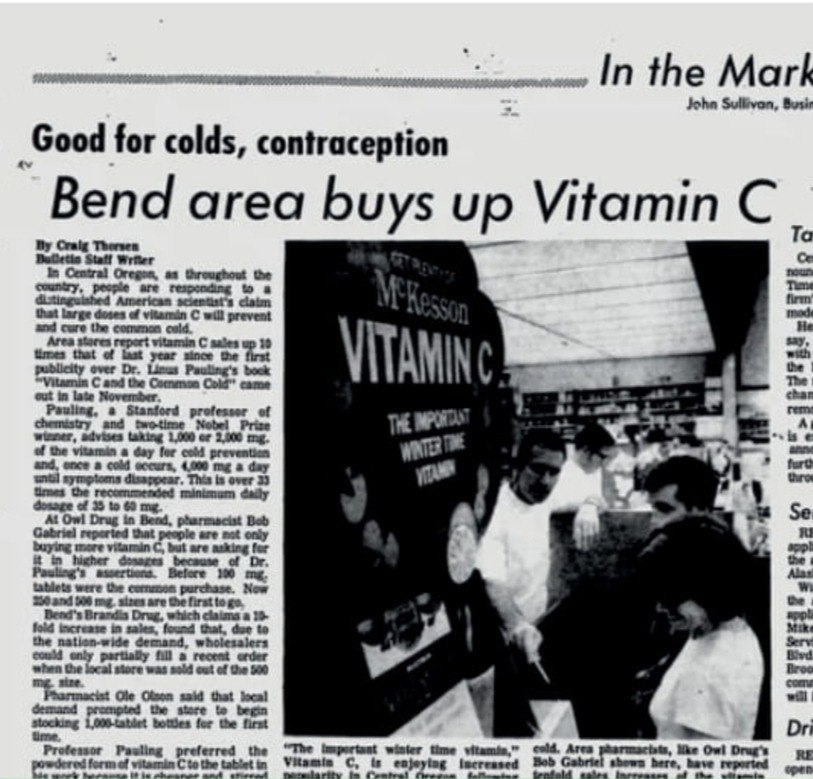 In the Mark
John Sullivan, Busin
Good for colds, contraception
Bend area buys up Vitamin C
By Craig Thorsen
Bulletin Staff Writer
In Central Oregon, as throughout the
country, people are responding to a
distinguished American scientist's claim
that large doses of vitamin C will prevent
and cure the common cold.
Area stores report vitamin C sales up 10
times that of last year since the first
publicity over Dr. Linus Pauling's book
"Vitamin C and the Common Cold" came
out in late November.
Pauling, a Stanford professor of
chemistry and two-time Nobel Prize
winner, advises taking 1,000 or 2,000 mg.
of the vitamin a day for cold prevention
and, once a cold occurs, 4,000 mg a day
until symptoms disappear. This is over 33
times the recommended minimum daily
dosage of 35 to 60 mg.
At Owl Drug in Bend, pharmacist Bob
Gabriel reported that people are not only
buying more vitamin C, but are asking for
it in higher dosages because of Dr.
Pauling's assertions. Before 100 mg.
tablets were the common purchase. Now
250 and 500 mg. sizes are the first to go.
Bend's Brandis Drug, which claims a 10-
fold increase in sales, found that, due to
the nation-wide demand, wholesalers
could only partially fill a recent order
when the local store was sold out of the 500
mg. size.
Pharmacist Ole Olson said that local
demand prompted the store to begin
stocking 1,000-tablet bottles for the first
time.
Professor Pauling preferred the
powdered form of vitamin C to the tablet in
his work because it is cheaper and stirred
GET PLENTY OF
McKesson
VITAMIN C
THE IMPORTANT
WINTER TIME
VITAMIN
"The important winter time vitamin,"
Vitamin C, is enjoying increased
popularity in Central Oregon, following
cold. Area pharmacists, like Owl Drug's
Bob Gabriel shown here, have reported
tenfold sales increases of the
Ta
Ce
noun
Time
firm'
mode
He
say,
with
the
The
chan
remo
A
is e
anno
furth
thro
Se
RE
appl
the
Alas
Wi
the
appl
Mike
Servi
Blvd
Broo
comm
will
Dri
RE
open